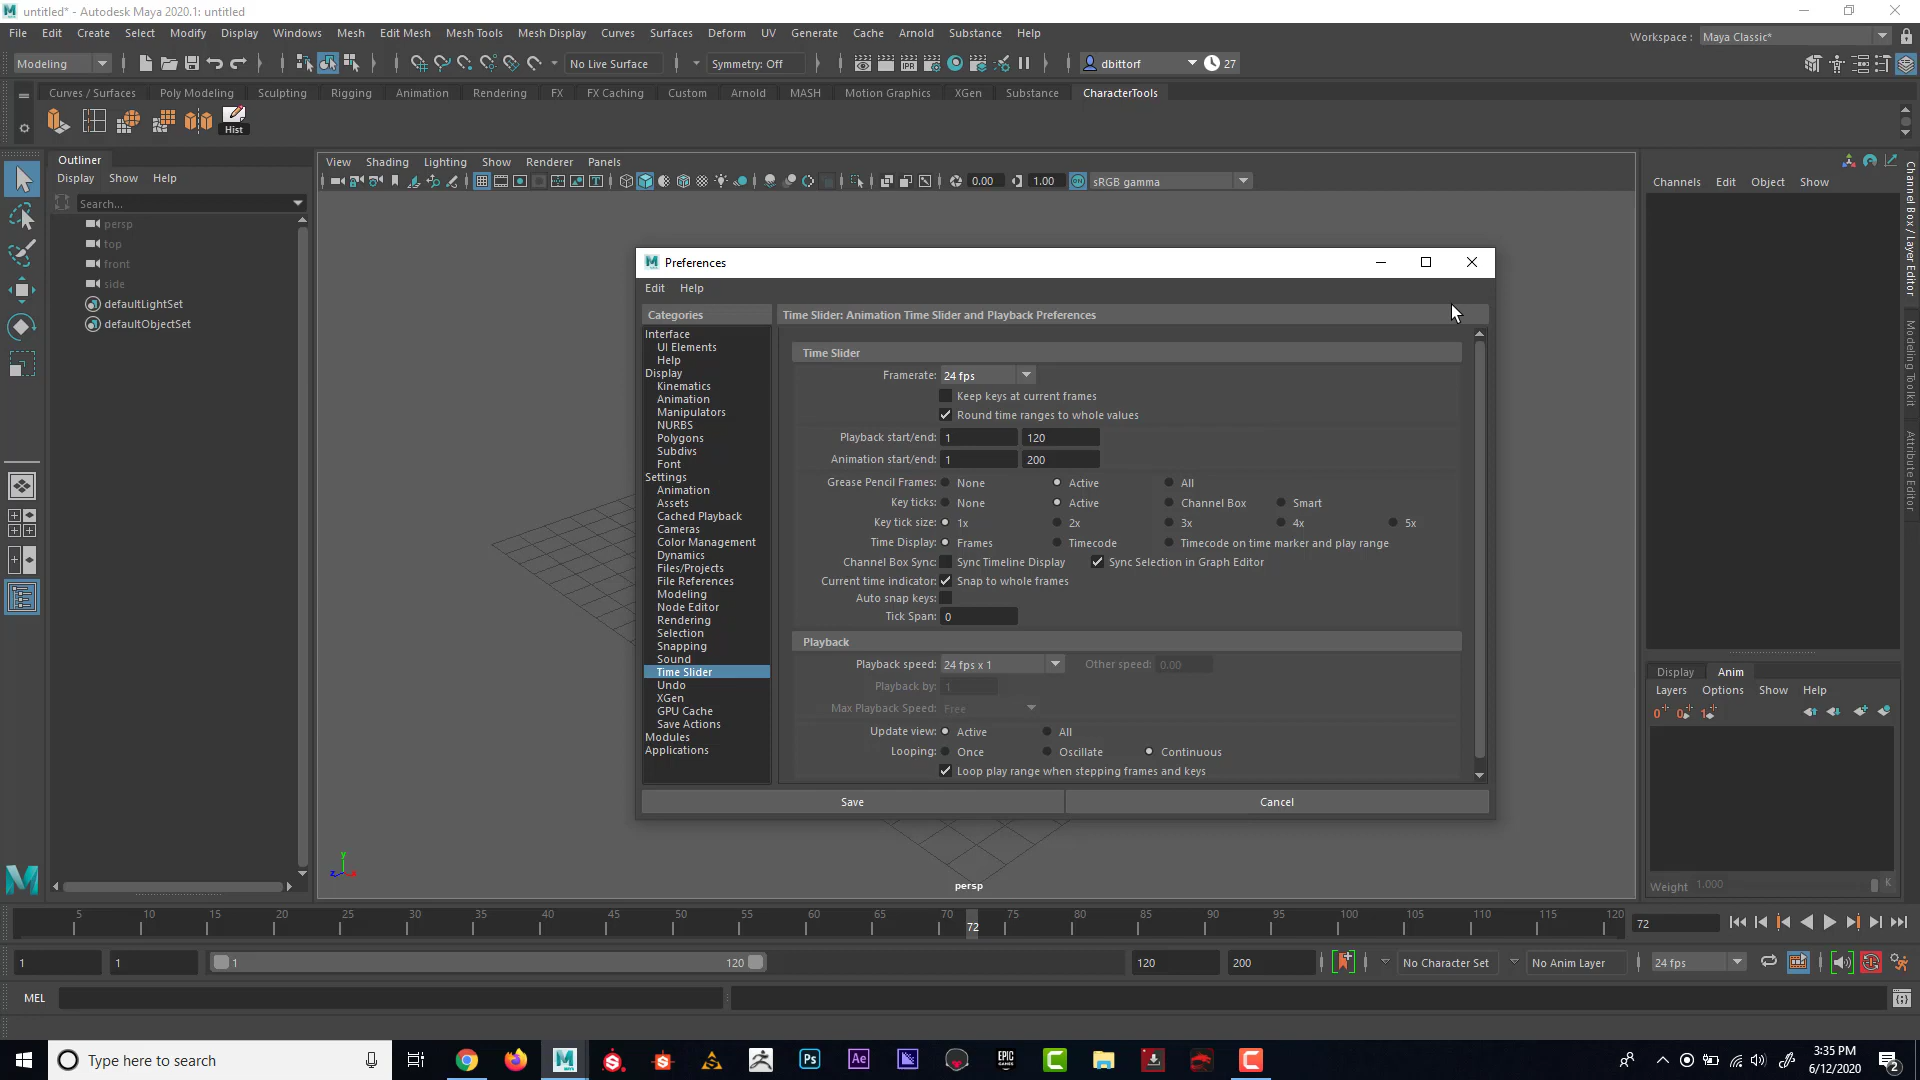 untitled* - Autodesk Maya 2020.1: untitled
File Edit Create Select Modify Display Windows Mesh Edit Mesh Mesh Tools Mesh Display Curves Surfaces Deform UV Generate Cache Arnold Substance Help
Workspace : Maya Classic*
Modeling No Live Surface Symmetry: Off IPR dbittorf 27
Curves / Surfaces Poly Modeling Sculpting Rigging Animation Rendering FX FX Caching Custom Arnold MASH Motion Graphics XGen Substance CharacterTools
Hist
Outliner
Display Show Help
Search...
persp
top
front
side
defaultLightSet
defaultObjectSet
View Shading Lighting Show Renderer Panels
0.00 1.00 sRGB gamma
Preferences
Edit Help
Categories
Interface
UI Elements
Help
Display
Kinematics
Animation
Manipulators
NURBS
Polygons
Subdivs
Font
Settings
Animation
Assets
Cached Playback
Cameras
Color Management
Dynamics
Files/Projects
File References
Modeling
Node Editor
Rendering
Selection
Snapping
Sound
Time Slider
Undo
XGen
GPU Cache
Save Actions
Modules
Applications
Time Slider: Animation Time Slider and Playback Preferences
Time Slider
Framerate: 24 fps
Keep keys at current frames
Round time ranges to whole values
Playback start/end: 1 120
Animation start/end: 1 200
Grease Pencil Frames: None Active All
Key ticks: None Active Channel Box Smart
Key tick size: 1x 2x 3x 4x 5x
Time Display: Frames Timecode Timecode on time marker and play range
Channel Box Sync: Sync Timeline Display Sync Selection in Graph Editor
Current time indicator: Snap to whole frames
Auto snap keys:
Tick Span: 0
Playback
Playback speed: 24 fps x 1 Other speed: 0.00
Playback by: 1
Max Playback Speed: Free
Update view: Active All
Looping: Once Oscillate Continuous
Loop play range when stepping frames and keys
Save Cancel
y
z x
persp
Channels Edit Object Show
Channel Box / Layer Editor
Modeling Toolkit
Attribute Editor
Display Anim
Layers Options Show Help
Weight 1.000 K
5 10 15 20 25 30 35 40 45 50 55 60 65 70 72 75 80 85 90 95 100 105 110 115 120 72
1 1 1 120 120 200 No Character Set No Anim Layer 24 fps
MEL
Type here to search
Ps Ae EPIC GAMES
3:35 PM
6/12/2020
2